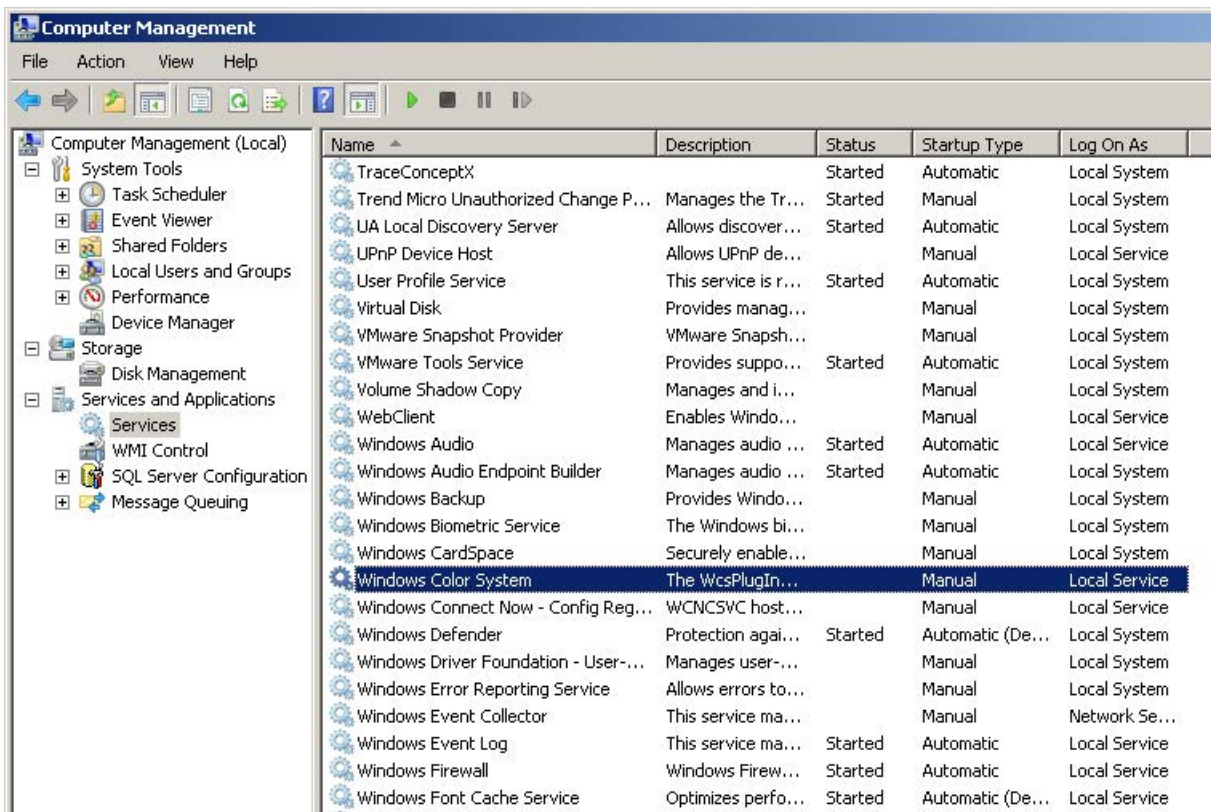 Computer Management
File Action View Help
Computer Management (Local)
System Tools
Task Scheduler
Event Viewer
Shared Folders
Local Users and Groups
Performance
Device Manager
Storage
Disk Management
Services and Applications
Services
WMI Control
SQL Server Configuration
Message Queuing
Name Description Status Startup Type Log On As
TraceConceptX Started Automatic Local System
Trend Micro Unauthorized Change P... Manages the Tr... Started Manual Local System
UA Local Discovery Server Allows discover... Started Automatic Local System
UPnP Device Host Allows UPnP de... Manual Local Service
User Profile Service This service is r... Started Automatic Local System
Virtual Disk Provides manag... Manual Local System
VMware Snapshot Provider VMware Snapsh... Manual Local System
VMware Tools Service Provides suppo... Started Automatic Local System
Volume Shadow Copy Manages and i... Manual Local System
WebClient Enables Windo... Manual Local Service
Windows Audio Manages audio ... Started Automatic Local Service
Windows Audio Endpoint Builder Manages audio ... Started Automatic Local System
Windows Backup Provides Windo... Manual Local System
Windows Biometric Service The Windows bi... Manual Local System
Windows CardSpace Securely enable... Manual Local System
Windows Color System The WcsPlugIn... Manual Local Service
Windows Connect Now - Config Reg... WCNCSVC host... Manual Local Service
Windows Defender Protection agai... Started Automatic (De... Local System
Windows Driver Foundation - User-... Manages user-... Manual Local System
Windows Error Reporting Service Allows errors to... Manual Local System
Windows Event Collector This service ma... Manual Network Se...
Windows Event Log This service ma... Started Automatic Local Service
Windows Firewall Windows Firew... Started Automatic Local Service
Windows Font Cache Service Optimizes perfo... Started Automatic (De... Local Service